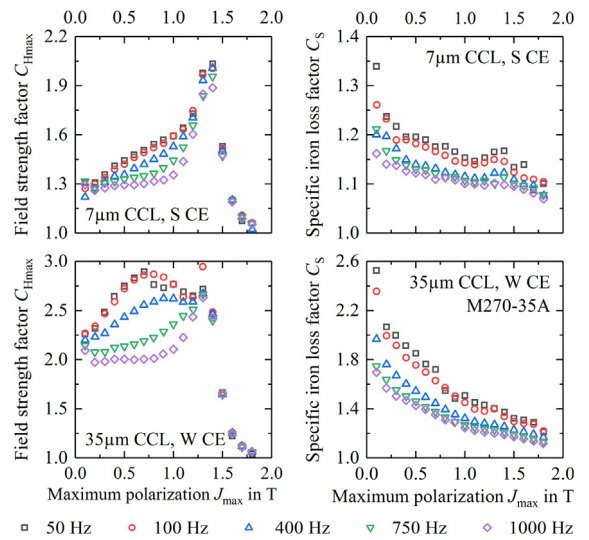 0.0 0.5 1.0 1.5 2.0
0.0 0.5 1.0 1.5 2.0
Field strength factor C_Hmax
2.2
1.9
1.6
1.3
1.0
7µm CCL, S CE
Specific iron loss factor C_S
1.4
1.3
1.2
1.1
1.0
7µm CCL, S CE
Field strength factor C_Hmax
3.0
2.5
2.0
1.5
1.0
35µm CCL, W CE
0.0 0.5 1.0 1.5 2.0
Maximum polarization J_max in T
Specific iron loss factor C_S
2.6
2.2
1.8
1.4
1.0
35µm CCL, W CE
M270-35A
0.0 0.5 1.0 1.5 2.0
Maximum polarization J_max in T
50 Hz 100 Hz 400 Hz 750 Hz 1000 Hz